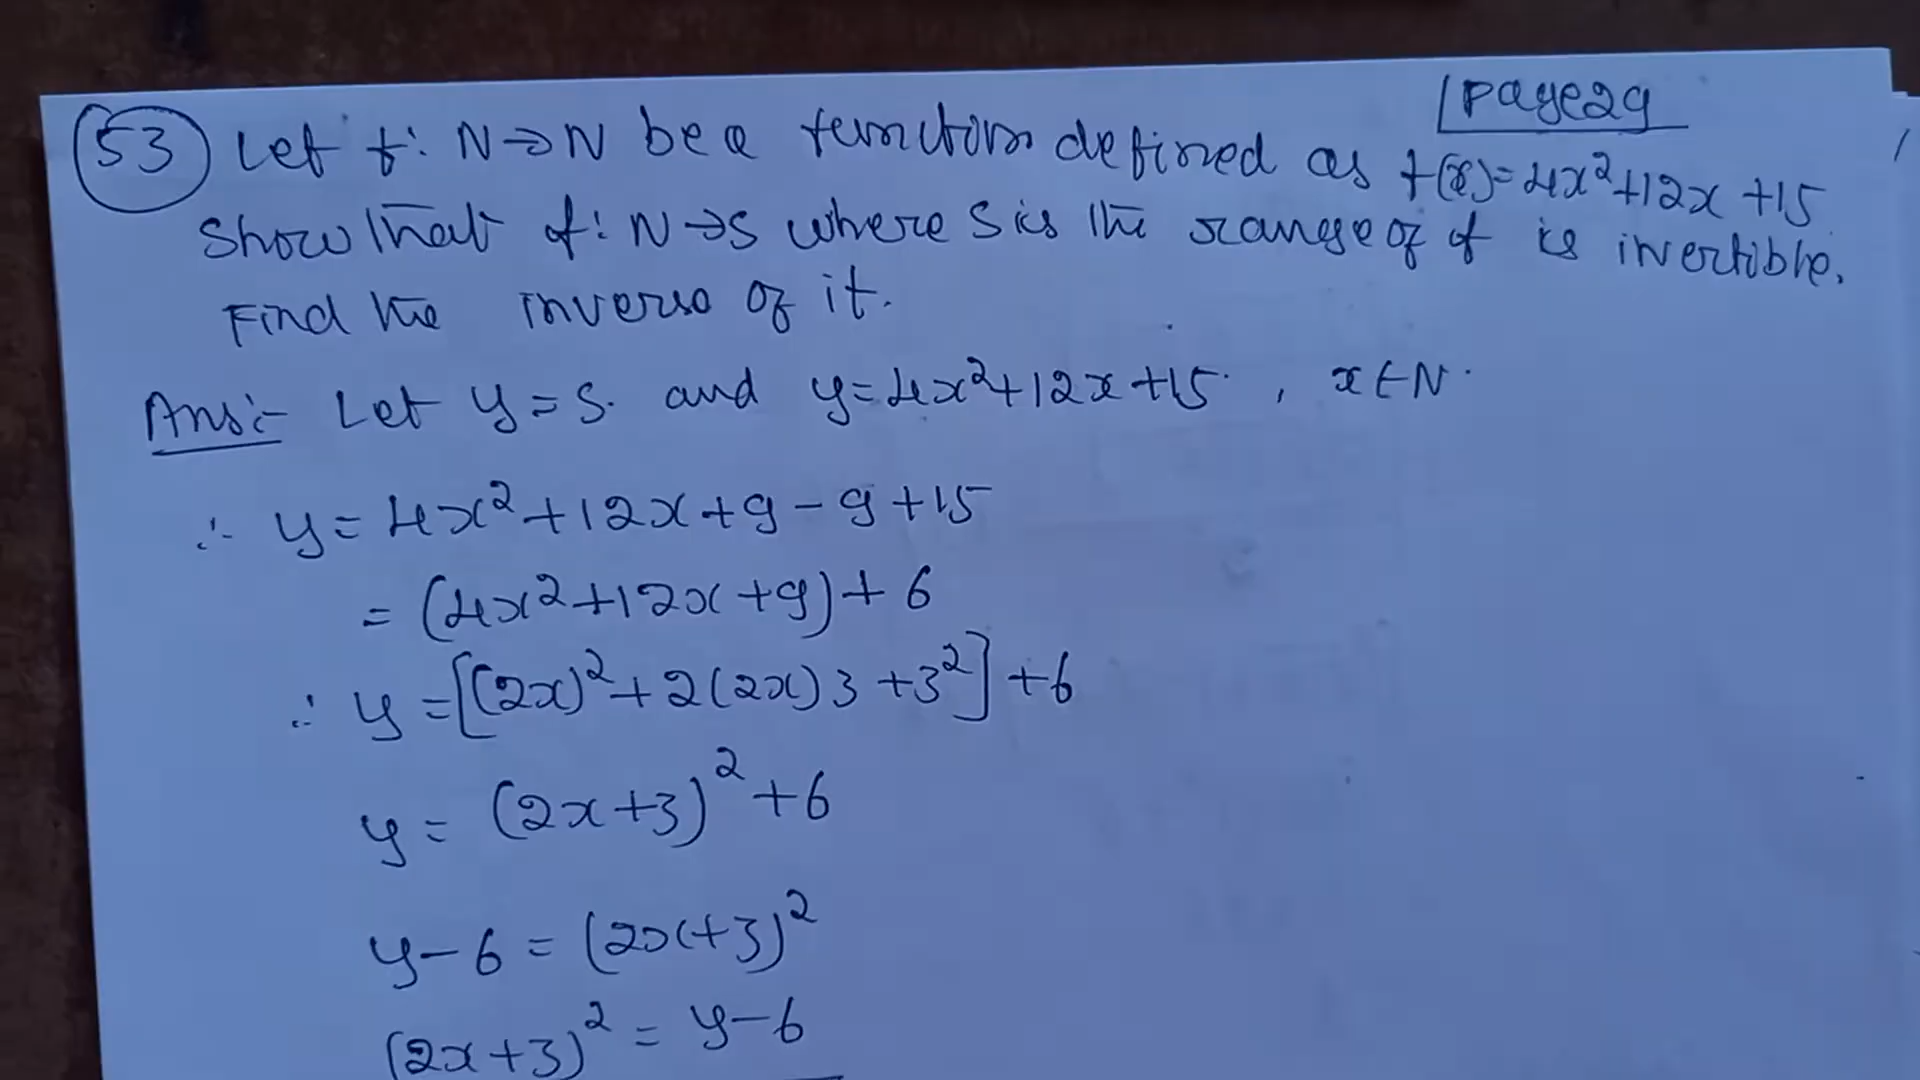 Page 29
53 Let f: N→N be a function defined as f(x)=4x²+12x+15
Show that f: N→S where S is the range of f is invertible.
Find the inverse of it.
Ans:- Let y=S. and y=4x²+12x+15, x∈N.
∴ y=4x²+12x+9-9+15
=(4x²+12x+9)+6
∴ y=[(2x)²+2(2x)3+3²]+6
y=(2x+3)²+6
y-6=(2x+3)²
(2x+3)²=y-6